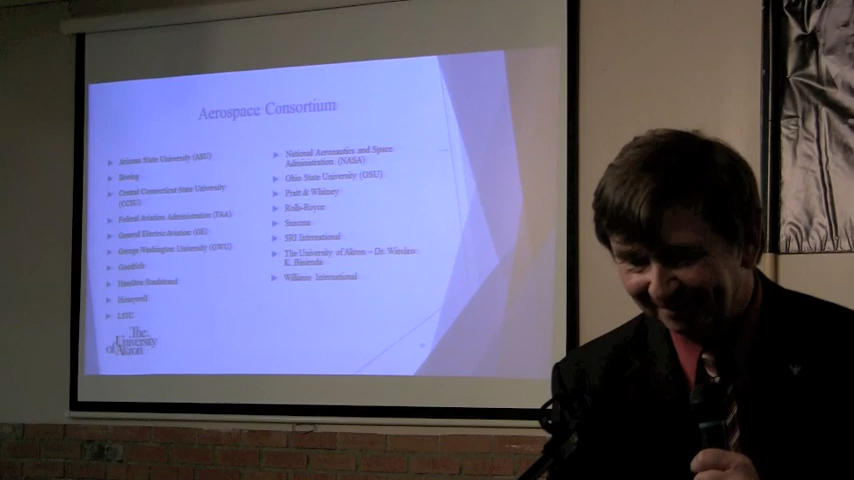 Aerospace Consortium
Arizona State University (ASU)
Boeing
Central Connecticut State University
(CCSU)
Federal Aviation Administration (FAA)
General Electric Aviation (GE)
George Washington University (GWU)
Goodrich
Hamilton Sundstrand
Honeywell
National Aeronautics and Space
Administration (NASA)
Ohio State University (OSU)
Pratt & Whitney
Rolls-Royce
Snecma
SRI International
The University of Akron – Dr. Wieslaw
K. Binienda
Williams International
The
University
of Akron